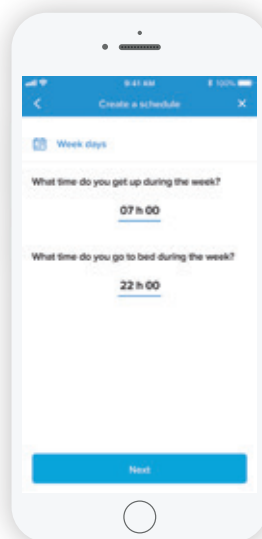 9:41 AM 100%
Create a schedule
Week days
What time do you get up during the week?
07 h 00
What time do you go to bed during the week?
22 h 00
Next